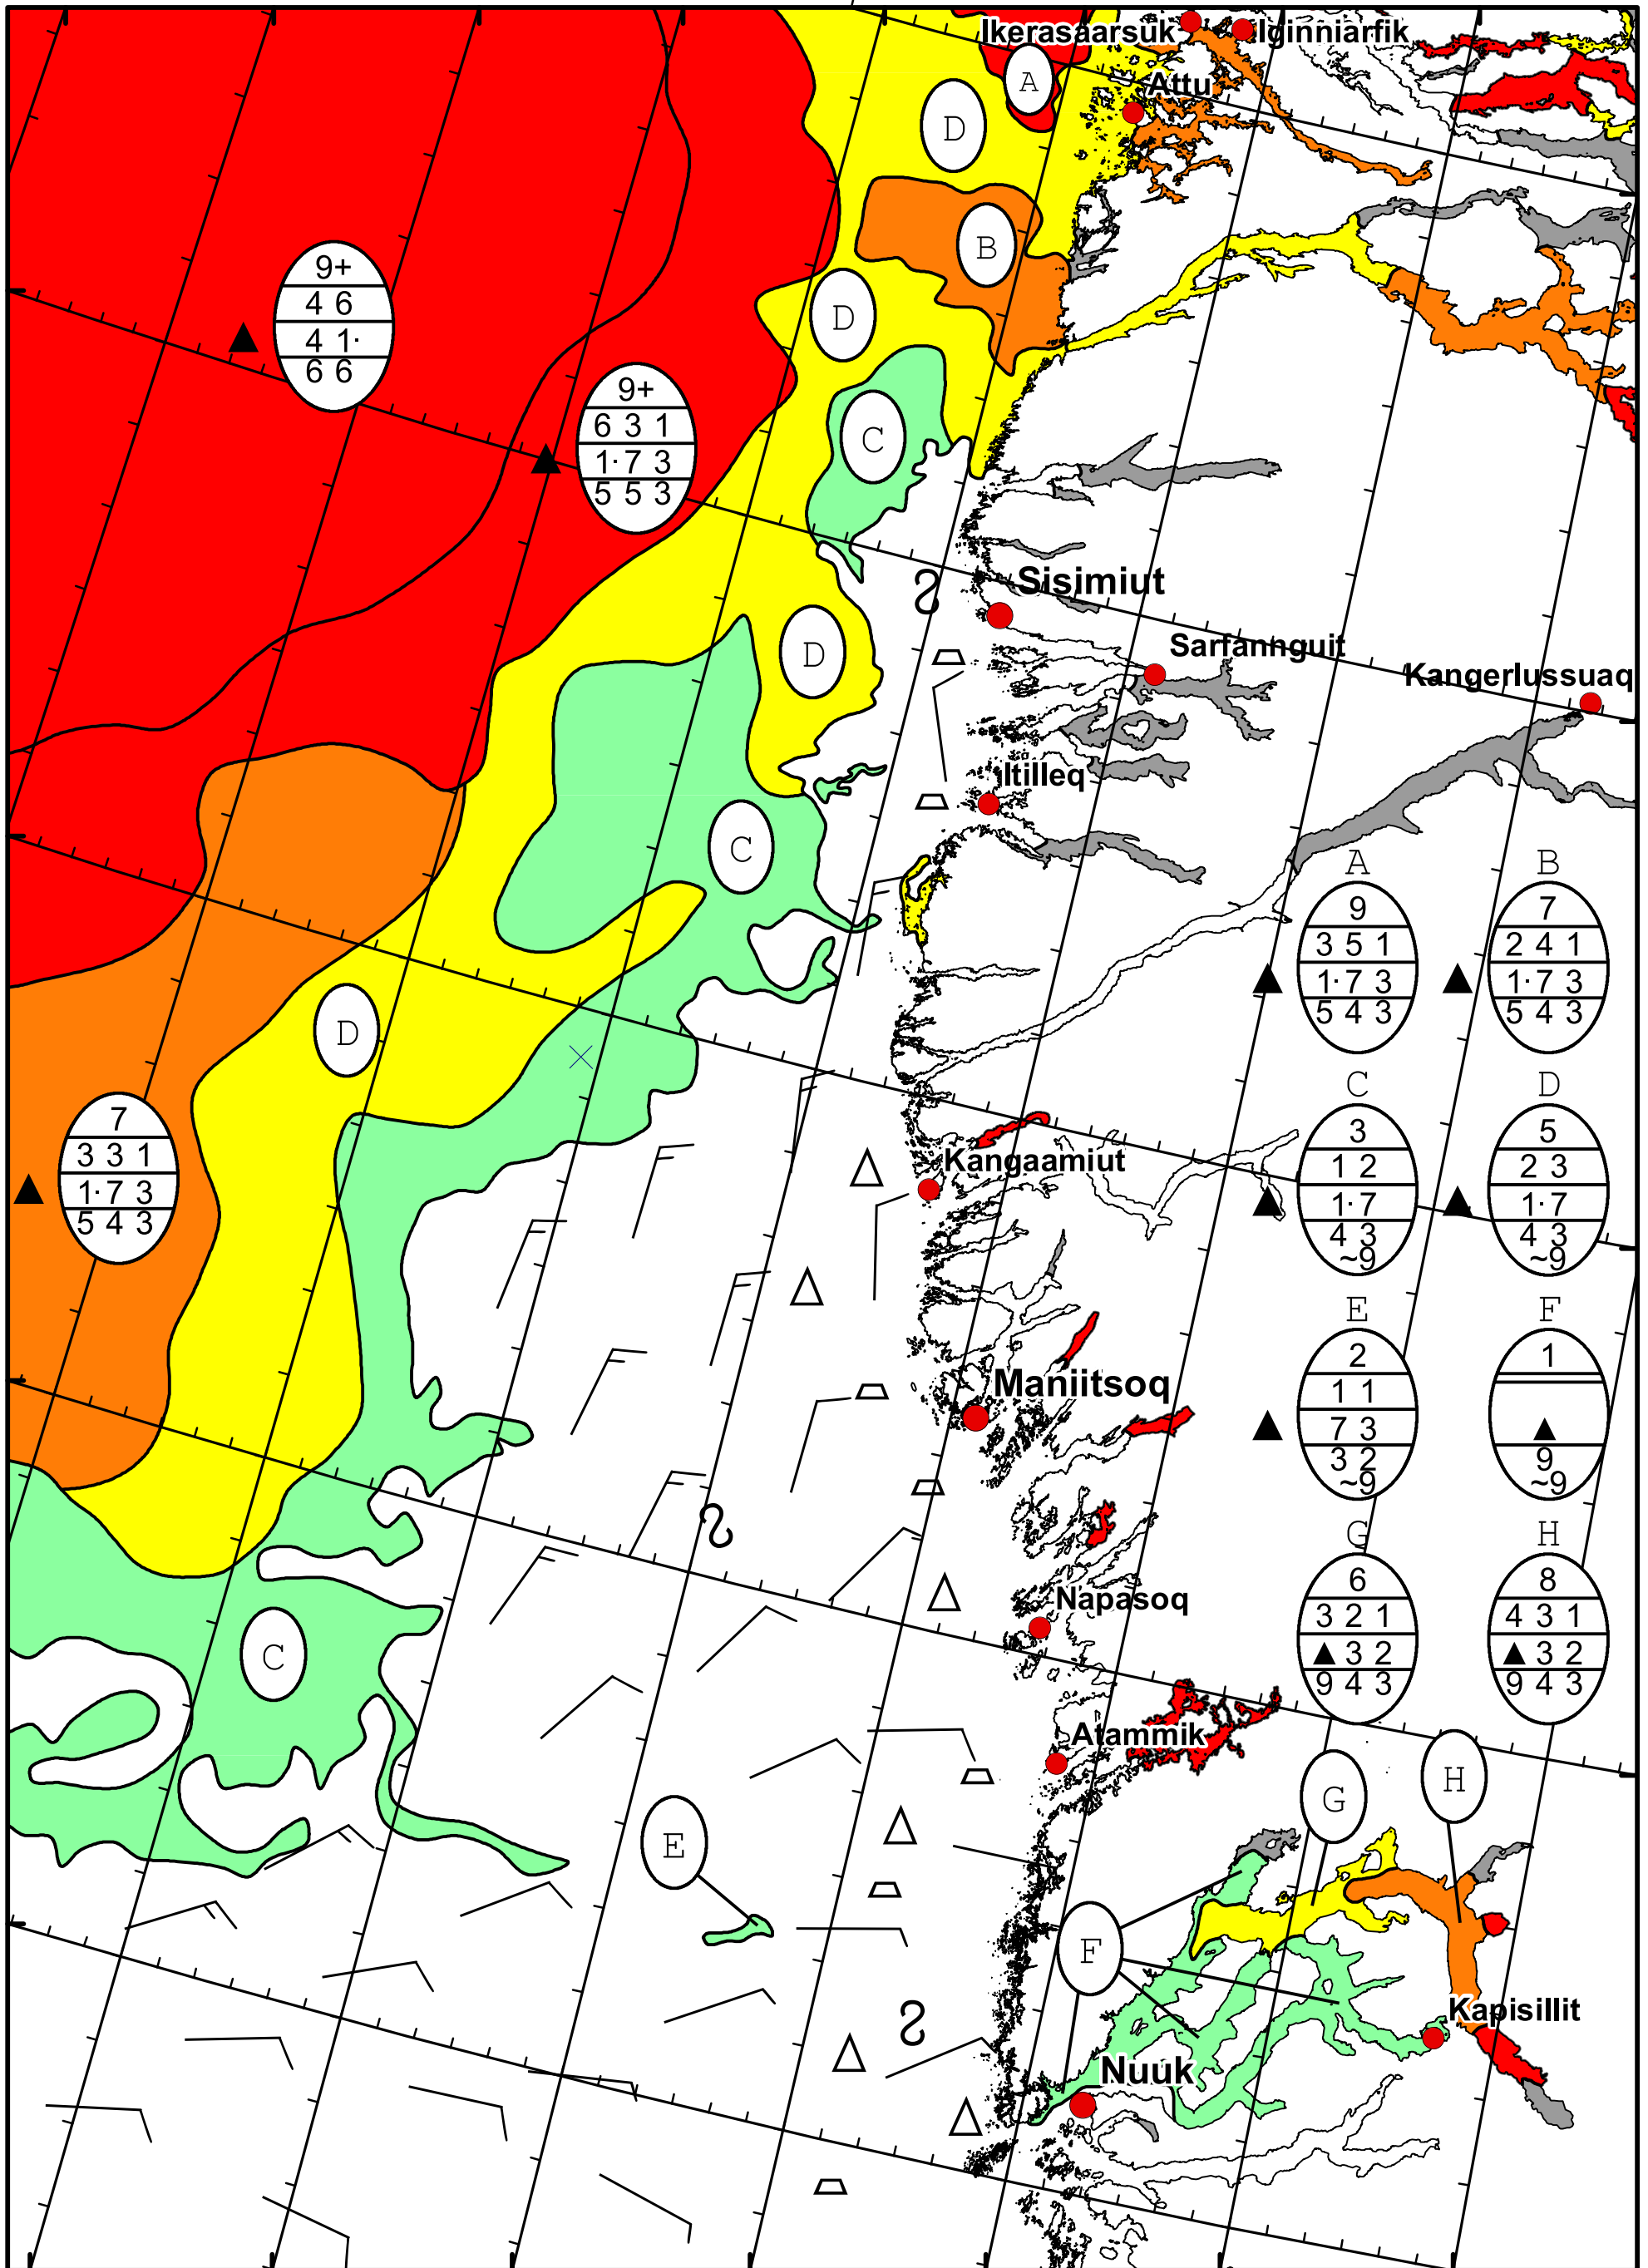 Ikerasaarsuk
Iginniarfik
A
Attu
D
B
9+
4 6
4 1·
6 6
D
9+
6 3 1
1·7 3
5 5 3
C
Sisimiut
D
Sarfannguit
Kangerlussuaq
Itilleq
C
A
9
3 5 1
1·7 3
5 4 3
B
7
2 4 1
1·7 3
5 4 3
D
7
3 3 1
1·7 3
5 4 3
Kangaamiut
C
3
1 2
1·7
4 3
~9
D
5
2 3
1·7
4 3
~9
Maniitsoq
E
2
1 1
7 3
3 2
~9
F
1
▲
9
~9
Napasoq
G
6
3 2 1
▲ 3 2
9 4 3
H
8
4 3 1
▲ 3 2
9 4 3
C
Atammik
G
H
E
F
Kapisillit
Nuuk